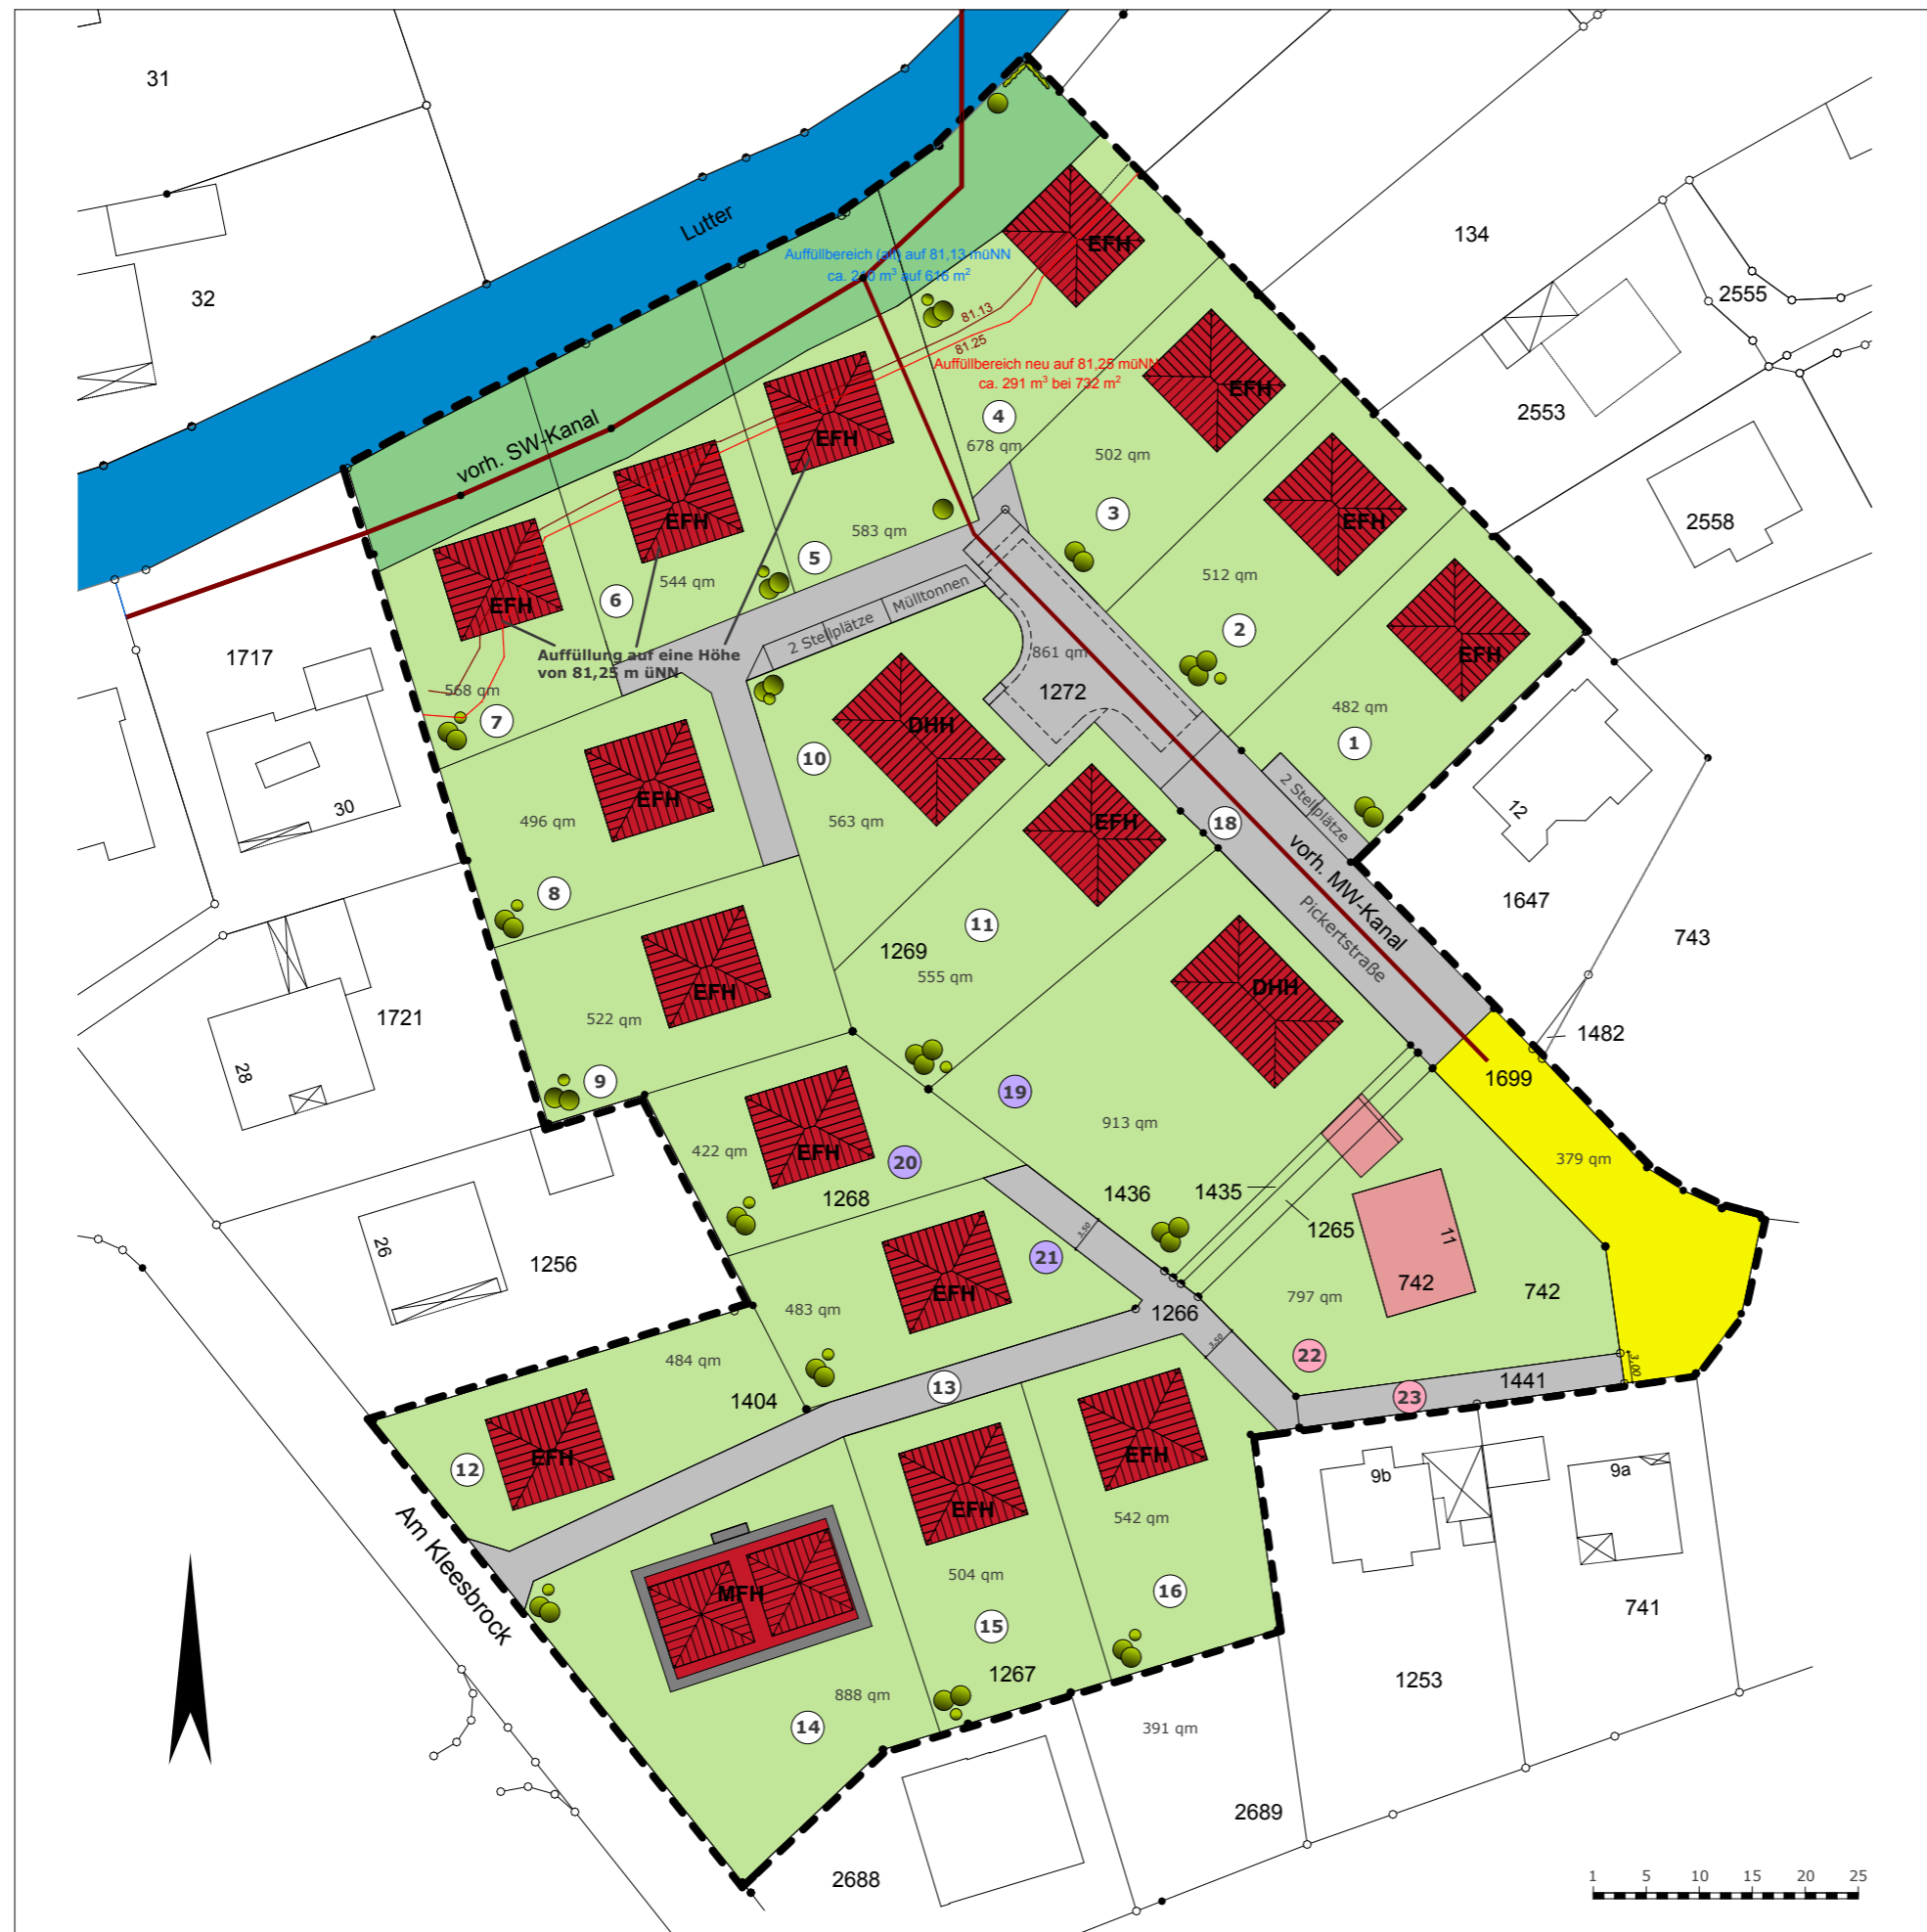 31
32
Lutter
134
2555
2553
2558
Auffüllbereich (alt) auf 81,13 müNN
ca. 210 m³ auf 616 m²
EFH
81.13
81.25
Auffüllbereich neu auf 81,25 müNN
ca. 291 m³ bei 732 m²
EFH
4
678 qm
502 qm
3
EFH
vorh. SW-Kanal
EFH
EFH
583 qm
5
544 qm
6
EFH
512 qm
2
EFH
482 qm
1
2 Stellplätze
Mülltonnen
Auffüllung auf eine Höhe
von 81,25 m üNN
568 qm
7
1717
30
861 qm
1272
DHH
10
563 qm
EFH
496 qm
8
EFH
18
2 Stellplätze
vorh. MW-Kanal
Pickertstraße
12
1647
743
1482
1699
379 qm
11
1269
555 qm
EFH
522 qm
9
1721
28
DHH
19
913 qm
422 qm
EFH
20
1268
1436
1435
1265
11
742
742
797 qm
26
1256
21
3,50
483 qm
EFH
1266
3,50
22
23
1441
3,00
484 qm
1404
13
12
EFH
EFH
EFH
542 qm
16
504 qm
15
1267
MFH
888 qm
14
Am Kleesbrock
9b
9a
741
1253
391 qm
2689
2688
1 5 10 15 20 25